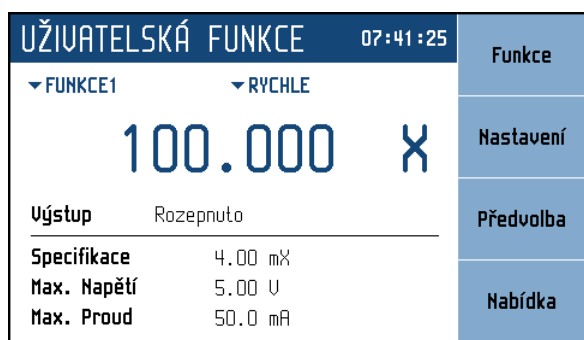 UŽIVATELSKÁ FUNKCE 07:41:25
FUNKCE1 RYCHLE
100.000 X
Výstup Rozepnuto
Specifikace 4.00 mX
Max. Napětí 5.00 V
Max. Proud 50.0 mA
Funkce
Nastavení
Předvolba
Nabídka